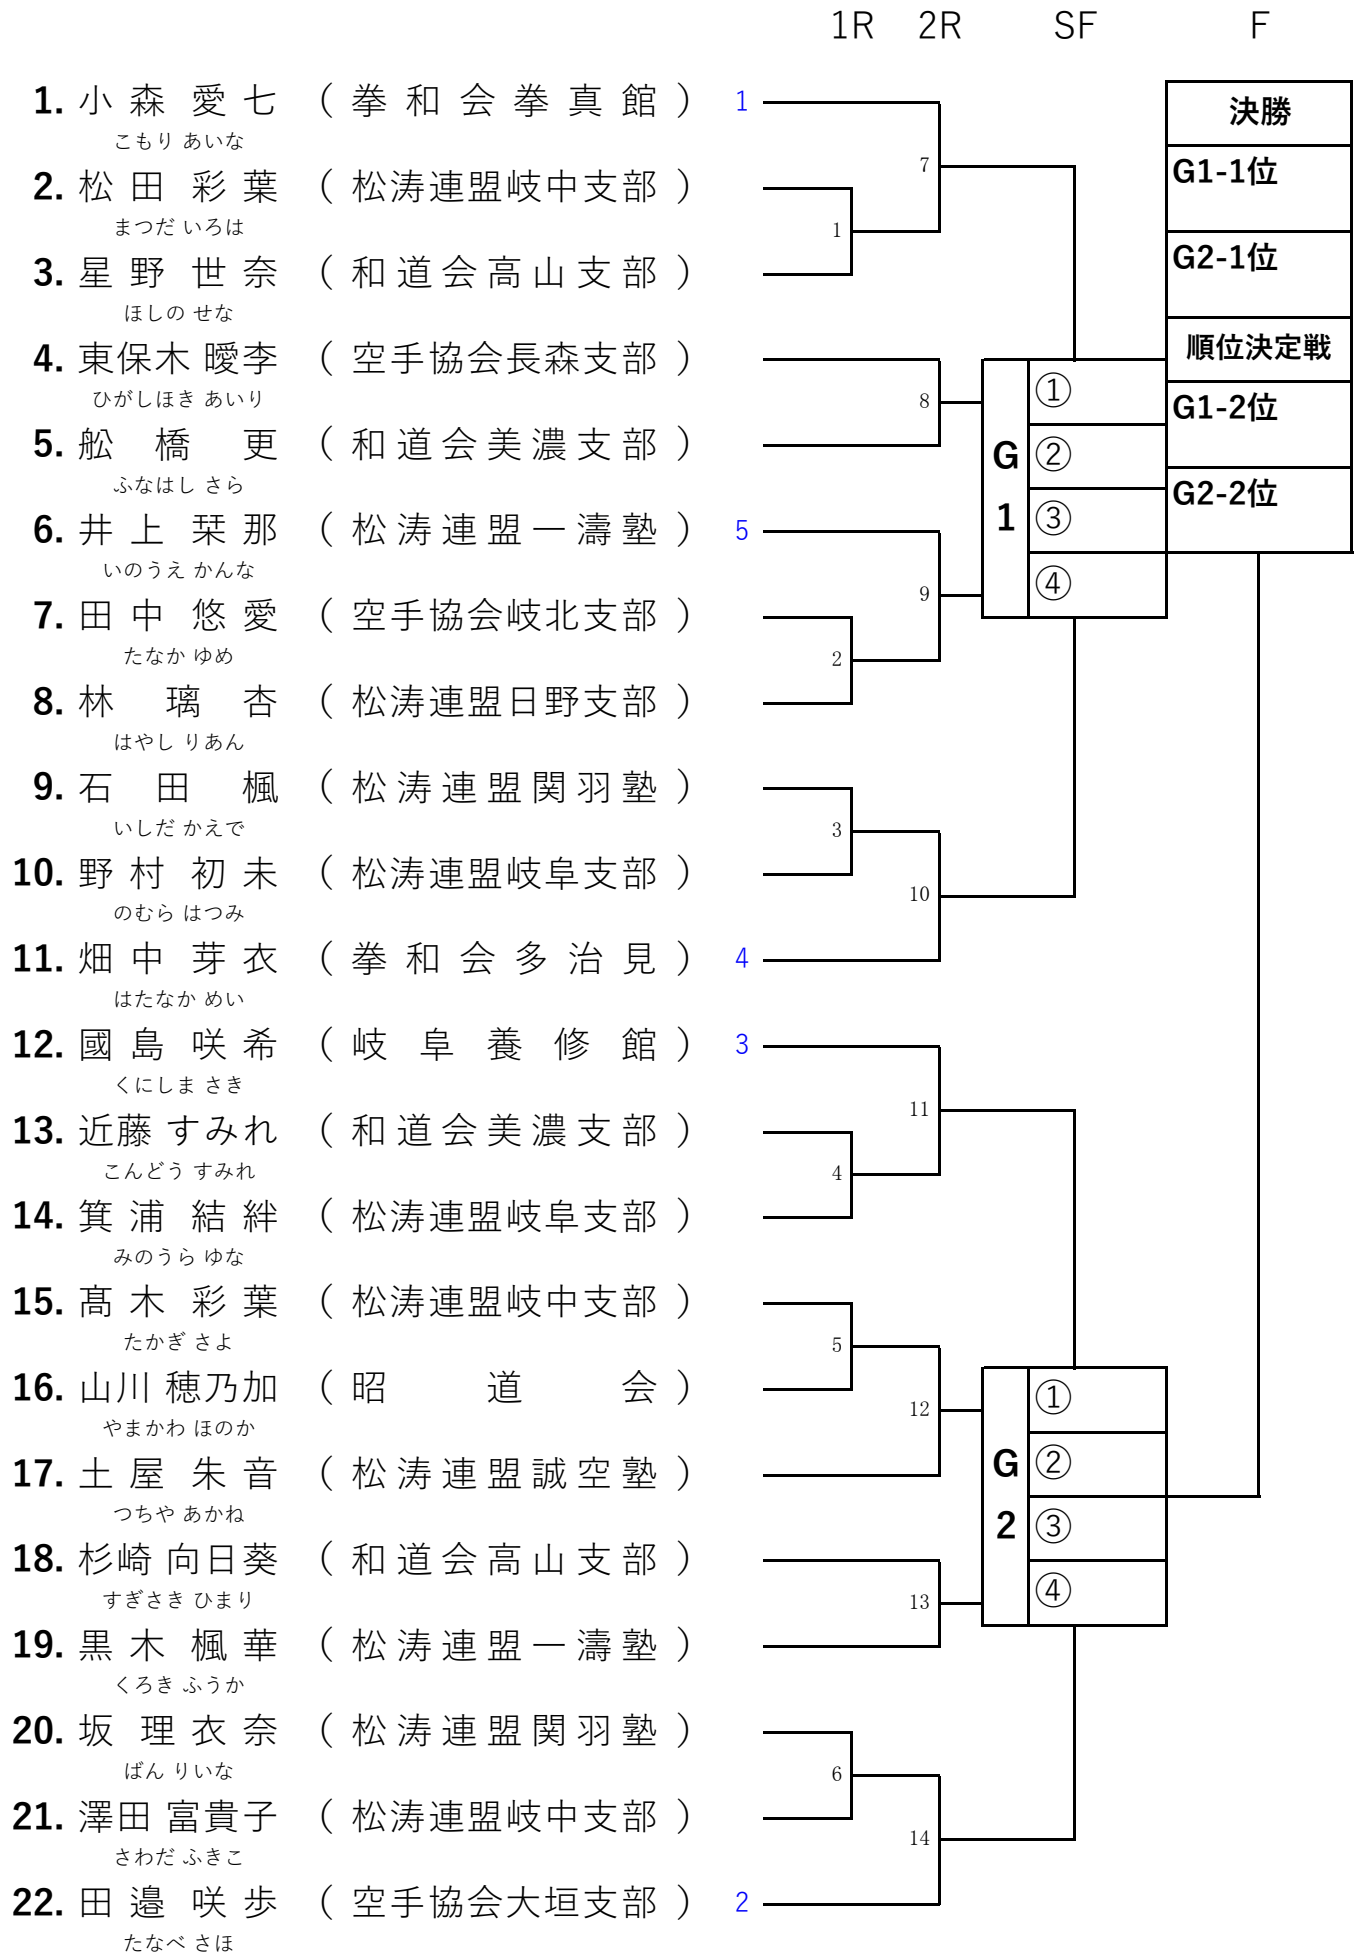 1R 2R SF F
1. 小森 愛七 (拳和会拳真館) 1
こもり あいな
2. 松田 彩葉 (松涛連盟岐中支部)
まつだ いろは
3. 星野 世奈 (和道会高山支部)
ほしの せな
4. 東保木 曖李 (空手協会長森支部)
ひがしほき あいり
5. 舩橋 更 (和道会美濃支部)
ふなはし さら
6. 井上 栞那 (松涛連盟一濤塾) 5
いのうえ かんな
7. 田中 悠愛 (空手協会岐北支部)
たなか ゆめ
8. 林 璃杏 (松涛連盟日野支部)
はやし りあん
9. 石田 楓 (松涛連盟関羽塾)
いしだ かえで
10. 野村 初未 (松涛連盟岐阜支部)
のむら はつみ
11. 畑中 芽衣 (拳和会多治見) 4
はたなか めい
12. 國島 咲希 (岐阜養修館) 3
くにしま さき
13. 近藤 すみれ (和道会美濃支部)
こんどう すみれ
14. 箕浦 結絆 (松涛連盟岐阜支部)
みのうら ゆな
15. 髙木 彩葉 (松涛連盟岐中支部)
たかぎ さよ
16. 山川 穂乃加 (昭道会)
やまかわ ほのか
17. 土屋 朱音 (松涛連盟誠空塾)
つちや あかね
18. 杉崎 向日葵 (和道会高山支部)
すぎさき ひまり
19. 黒木 楓華 (松涛連盟一濤塾)
くろき ふうか
20. 坂 理衣奈 (松涛連盟関羽塾)
ばん りいな
21. 澤田 富貴子 (松涛連盟岐中支部)
さわだ ふきこ
22. 田邉 咲歩 (空手協会大垣支部) 2
たなべ さほ
1
2
3
4
5
6
7
8
9
10
11
12
13
14
G1
①
②
③
④
G2
①
②
③
④
決勝
G1-1位
G2-1位
順位決定戦
G1-2位
G2-2位